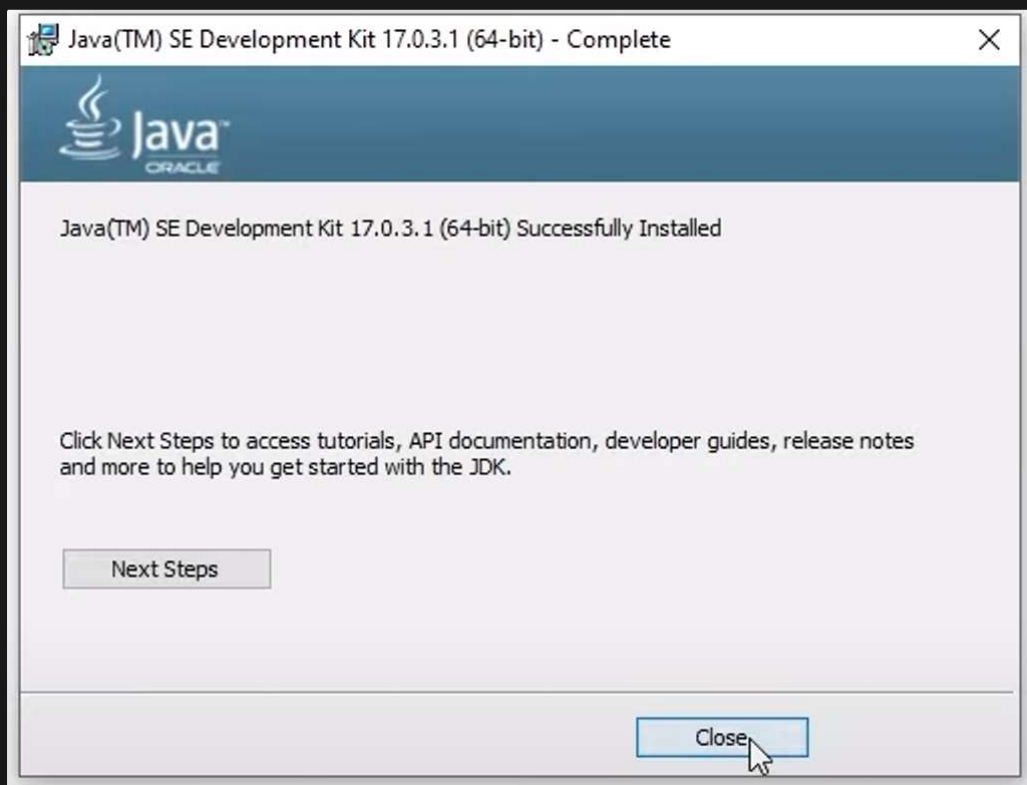 Java(TM) SE Development Kit 17.0.3.1 (64-bit) - Complete
Java™
ORACLE
Java(TM) SE Development Kit 17.0.3.1 (64-bit) Successfully Installed
Click Next Steps to access tutorials, API documentation, developer guides, release notes
and more to help you get started with the JDK.
Next Steps
Close